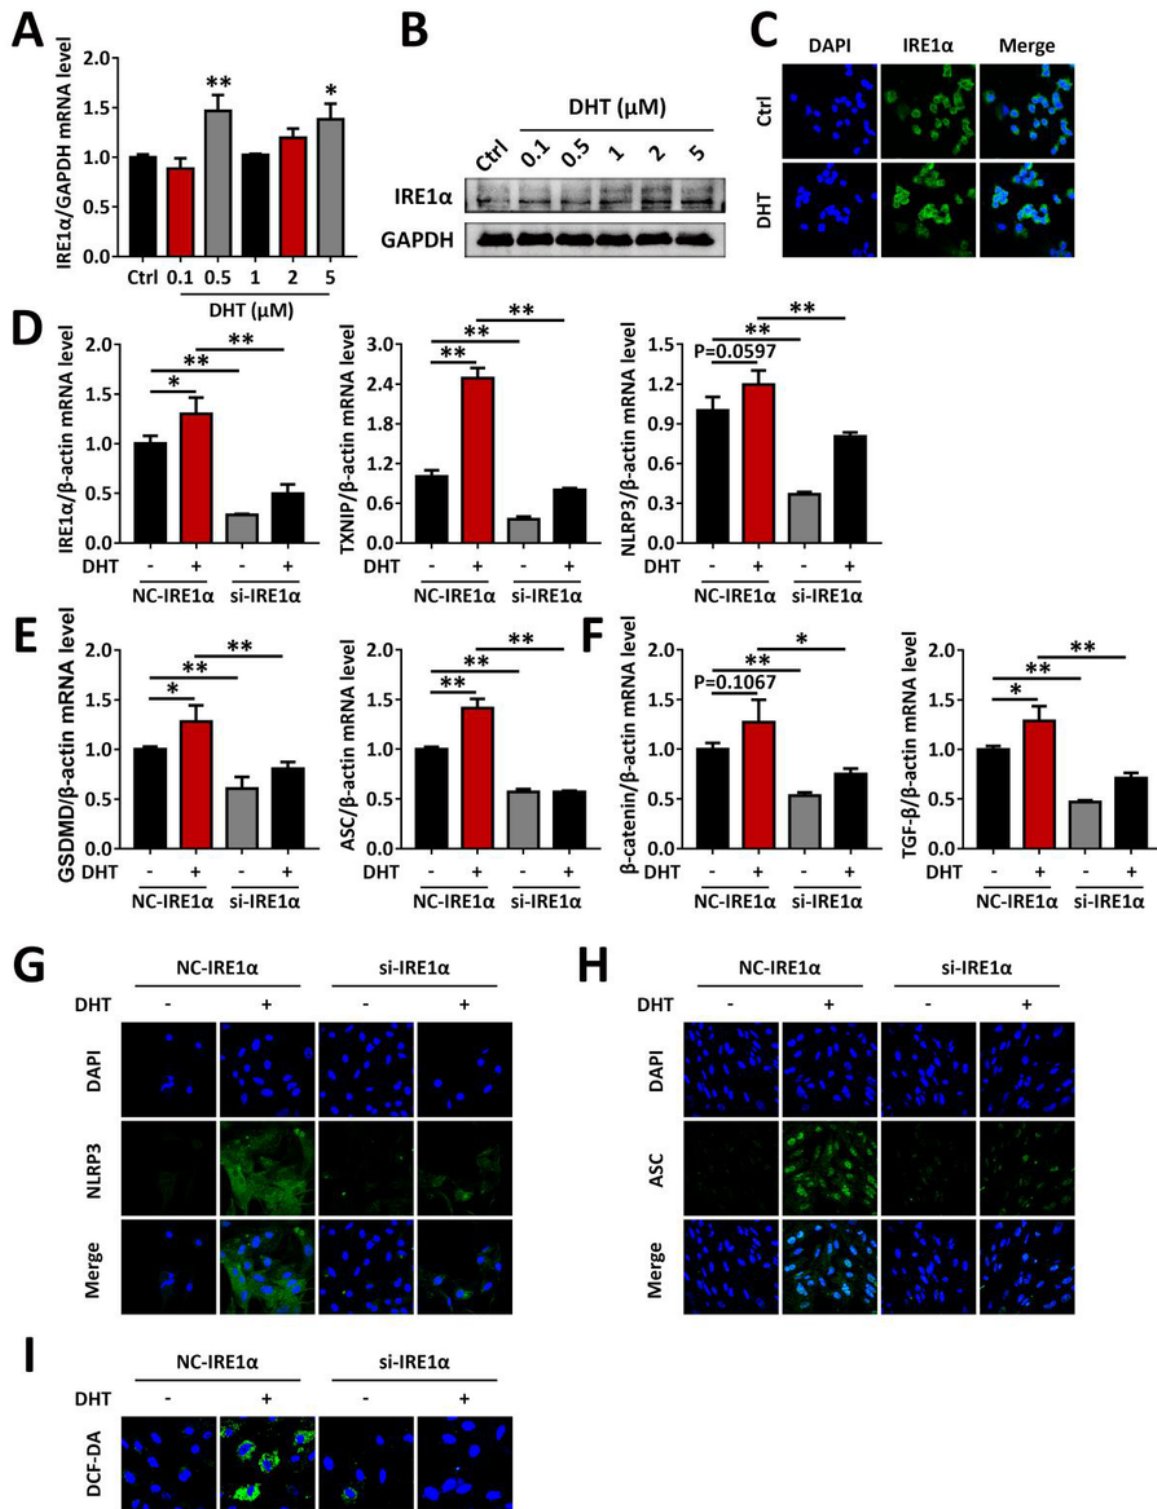 A
IRE1α/GAPDH mRNA level
2.0
1.5
1.0
0.5
0.0
**
*
Ctrl 0.1 0.5 1 2 5
DHT (μM)
B
DHT (μM)
Ctrl 0.1 0.5 1 2 5
IRE1α
GAPDH
C
DAPI IRE1α Merge
Ctrl
DHT
D
IRE1α/β-actin mRNA level
2.0
1.5
1.0
0.5
0.0
**
**
*
DHT - + - +
NC-IRE1α si-IRE1α
TXNIP/β-actin mRNA level
3.0
2.4
1.2
0.6
0.0
**
**
**
DHT - + - +
NC-IRE1α si-IRE1α
NLRP3/β-actin mRNA level
1.5
1.2
0.9
0.6
0.3
0.0
**
**
P=0.0597
DHT - + - +
NC-IRE1α si-IRE1α
E
GSDMD/β-actin mRNA level
2.0
1.5
1.0
0.5
0.0
**
**
*
DHT - + - +
NC-IRE1α si-IRE1α
ASC/β-actin mRNA level
2.0
1.5
1.0
0.5
0.0
**
**
**
DHT - + - +
NC-IRE1α si-IRE1α
F
β-catenin/β-actin mRNA level
2.0
1.5
1.0
0.5
0.0
*
**
P=0.1067
DHT - + - +
NC-IRE1α si-IRE1α
TGF-β/β-actin mRNA level
2.0
1.5
1.0
0.5
0.0
**
**
*
DHT - + - +
NC-IRE1α si-IRE1α
G
NC-IRE1α si-IRE1α
DHT - + - +
DAPI
NLRP3
Merge
H
NC-IRE1α si-IRE1α
DHT - + - +
DAPI
ASC
Merge
I
NC-IRE1α si-IRE1α
DHT - + - +
DCF-DA